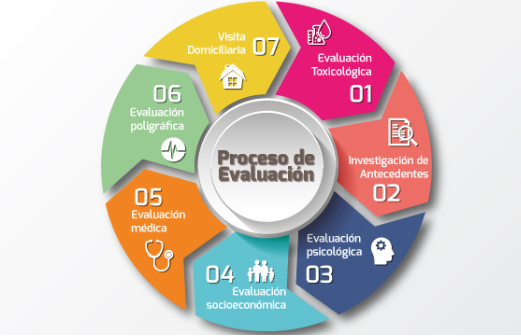 Proceso de
Evaluación
Evaluación
Toxicológica
01
Investigación de
Antecedentes
02
Evaluación
psicológica
03
04
Evaluación
socioeconómica
05
Evaluación
médica
06
Evaluación
poligráfica
Visita
Domiciliaria
07